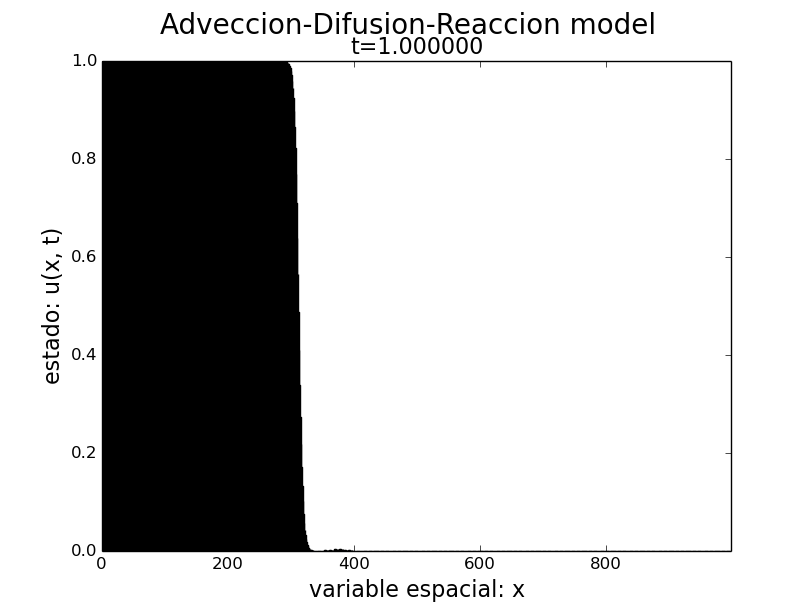 Adveccion-Difusion-Reaccion model
t=1.000000
1.0
0.8
0.6
0.4
0.2
0.0
estado: u(x, t)
0 200 400 600 800
variable espacial: x